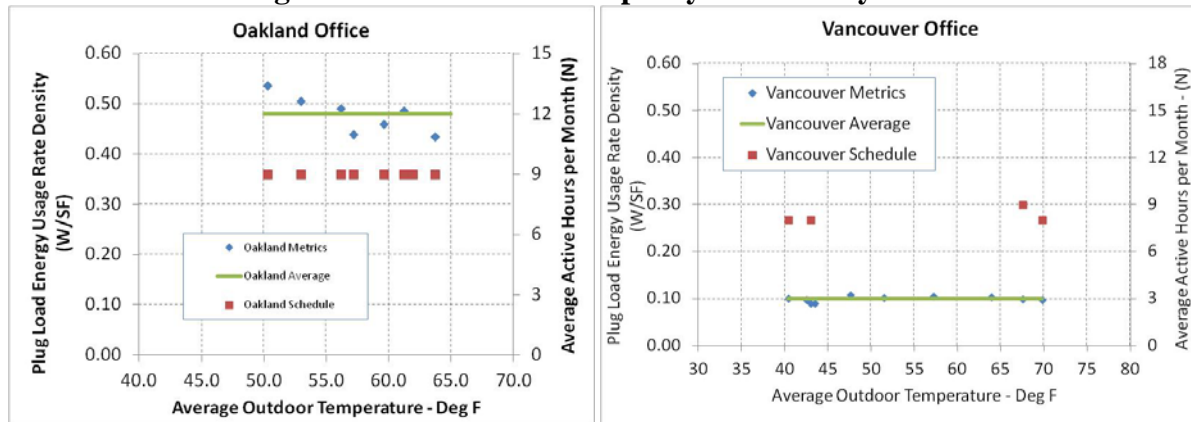 Oakland Office
Plug Load Energy Usage Rate Density
(W/SF)
0.60
0.50
0.40
0.30
0.20
0.10
0.00
15
12
9
6
3
0
Average Active Hours per Month (N)
Oakland Metrics
Oakland Average
Oakland Schedule
40.0 45.0 50.0 55.0 60.0 65.0 70.0
Average Outdoor Temperature - Deg F
Vancouver Office
Plug Load Energy Usage Rate Density
(W/SF)
0.60
0.50
0.40
0.30
0.20
0.10
0.00
18
15
12
9
6
3
0
Average Active Hours per Month - (N)
Vancouver Metrics
Vancouver Average
Vancouver Schedule
30 35 40 45 50 55 60 65 70 75 80
Average Outdoor Temperature - Deg F